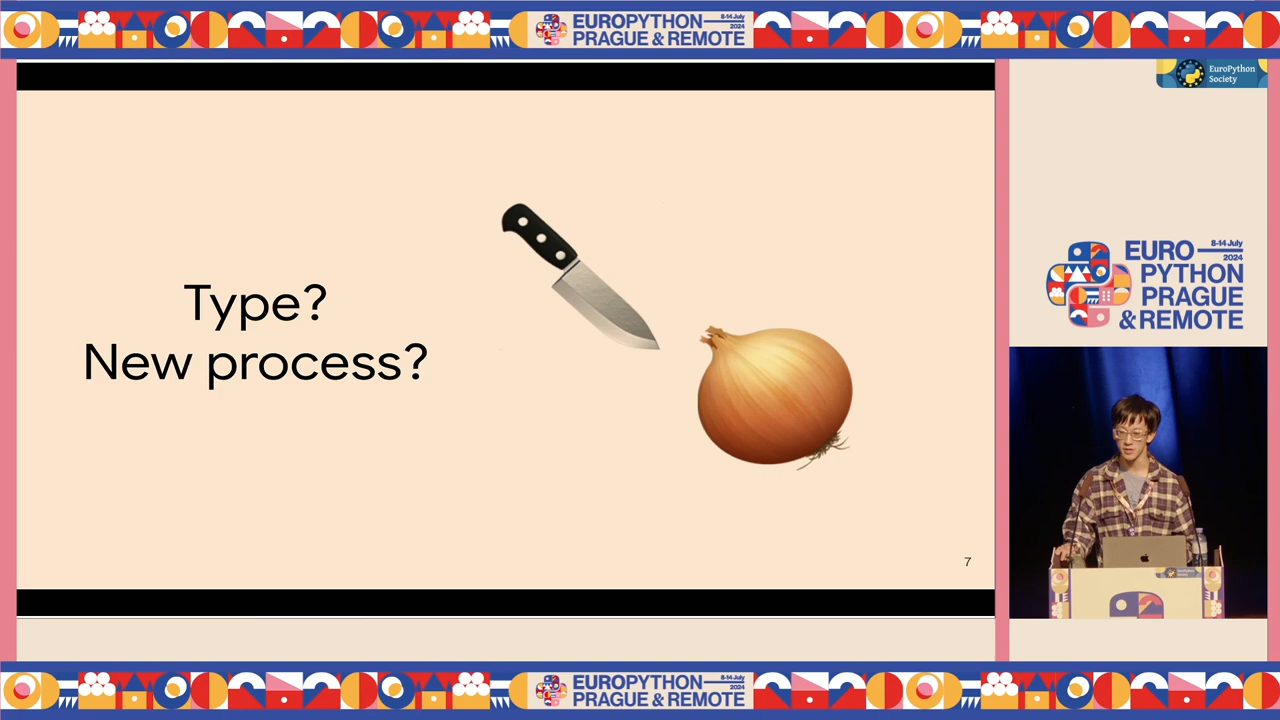 EUROPYTHON
8-14 July
2024
PRAGUE & REMOTE
EuroPython
Society
Type?
New process?
7
EURO
8-14 July
2024
PYTHON
PRAGUE
& REMOTE
EUROPYTHON
8-14 July
2024
PRAGUE & REMOTE